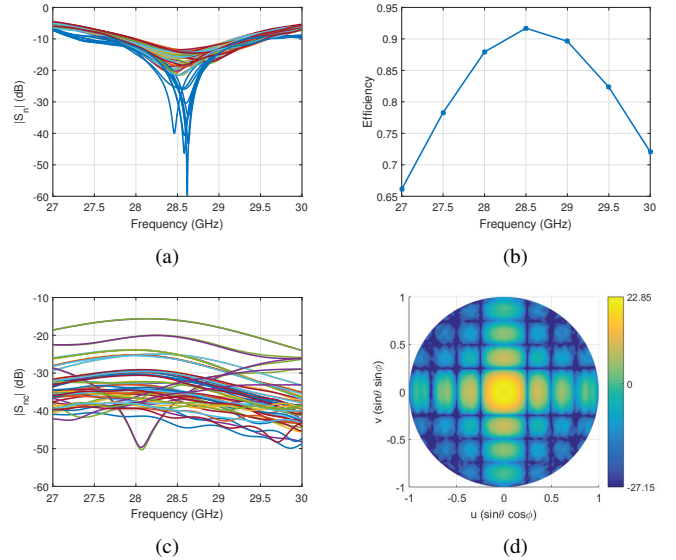 0
-10
-20
-30
-40
-50
-60
|S_n| (dB)
27 27.5 28 28.5 29 29.5 30
Frequency (GHz)
(a)
0.95
0.9
0.85
0.8
0.75
0.7
0.65
Efficiency
27 27.5 28 28.5 29 29.5 30
Frequency (GHz)
(b)
-10
-20
-30
-40
-50
-60
|S_nc| (dB)
27 27.5 28 28.5 29 29.5 30
Frequency (GHz)
(c)
1
0.5
0
-0.5
-1
v (sinθ sinϕ)
-1 -0.5 0 0.5 1
u (sinθ cosϕ)
22.85
0
-27.15
(d)